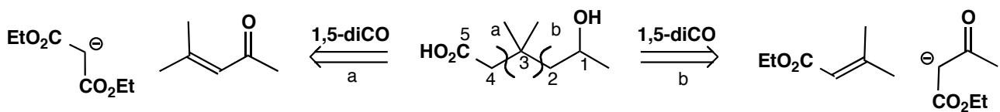 EtO₂C
⊖
CO₂Et
O
1,5-diCO
a
HO₂C
5
4
a
3
b
2
OH
1
1,5-diCO
b
EtO₂C
⊖
O
CO₂Et